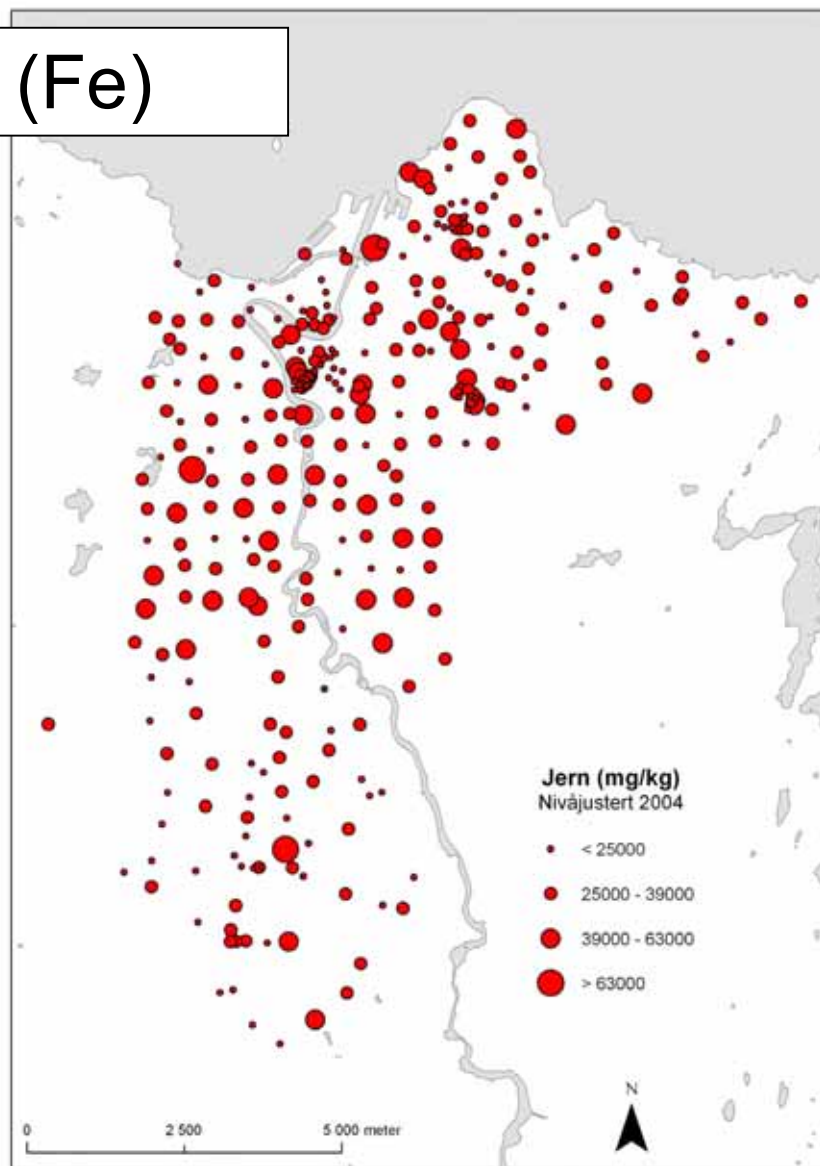 (Fe)
Jern (mg/kg)
Nivåjustert 2004
< 25000
25000 - 39000
39000 - 63000
> 63000
N
0 2 500 5 000 meter